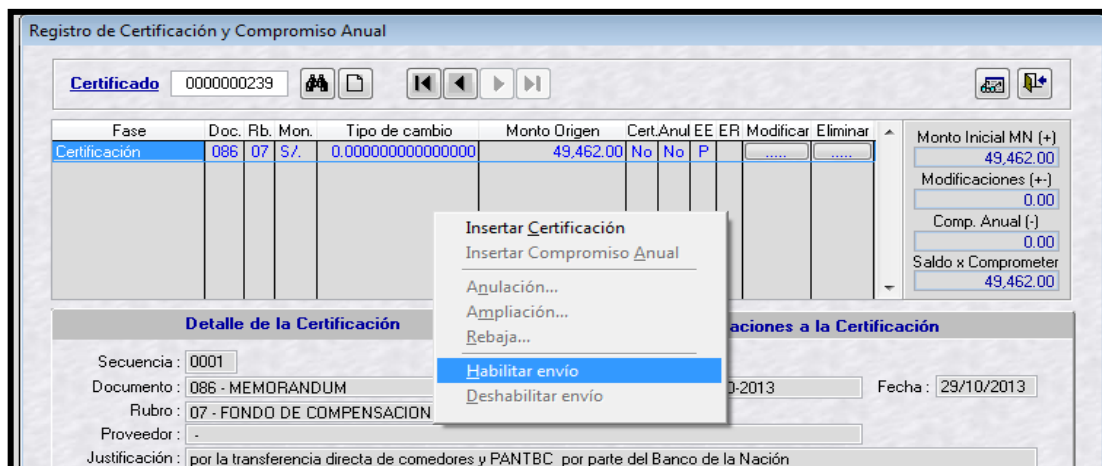 Registro de Certificación y Compromiso Anual
Certificado 0000000239
Fase Doc. Rb. Mon. Tipo de cambio Monto Origen Cert. Anul EE ER Modificar Eliminar
Certificación 086 07 S/. 0.000000000000000 49,462.00 No No P ..... .....
Monto Inicial MN (+)
49,462.00
Modificaciones (+-)
0.00
Comp. Anual (-)
0.00
Saldo x Comprometer
49,462.00
Insertar Certificación
Insertar Compromiso Anual
Anulación...
Ampliación...
Rebaja...
Habilitar envío
Deshabilitar envío
Detalle de la Certificación
aciones a la Certificación
Secuencia : 0001
Documento : 086 - MEMORANDUM
-2013 Fecha : 29/10/2013
Rubro : 07 - FONDO DE COMPENSACION
Proveedor : -
Justificación : por la transferencia directa de comedores y PANTBC por parte del Banco de la Nación